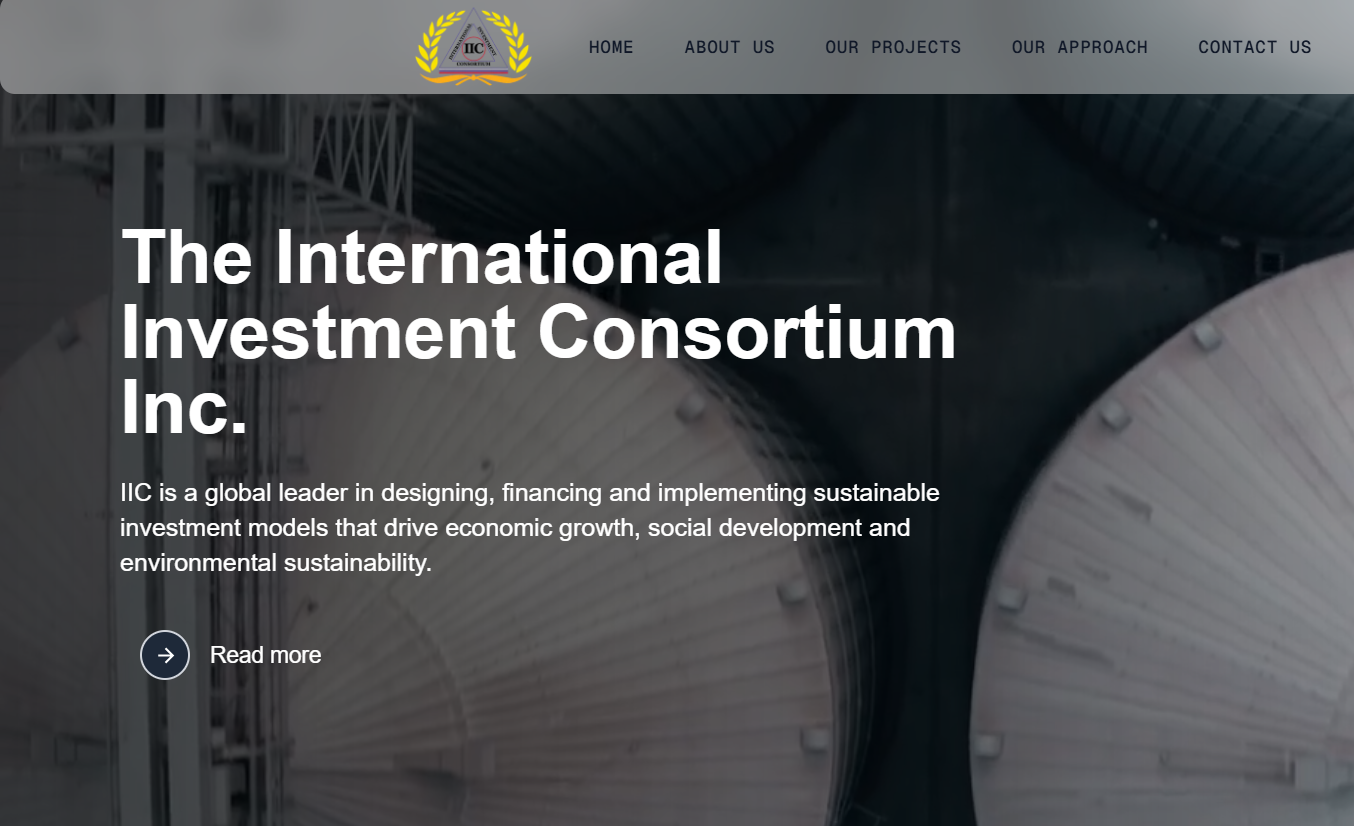 INTERNATIONAL
INVESTMENT
IIC
CONSORTIUM
HOME
ABOUT US
OUR PROJECTS
OUR APPROACH
CONTACT US
The International
Investment Consortium
Inc.
IIC is a global leader in designing, financing and implementing sustainable
investment models that drive economic growth, social development and
environmental sustainability.
Read more